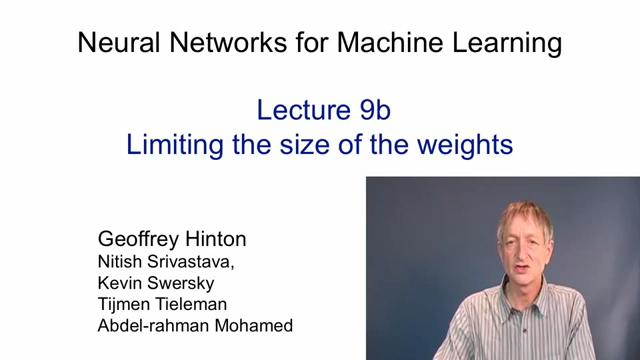 Neural Networks for Machine Learning
Lecture 9b
Limiting the size of the weights
Geoffrey Hinton
Nitish Srivastava,
Kevin Swersky
Tijmen Tieleman
Abdel-rahman Mohamed